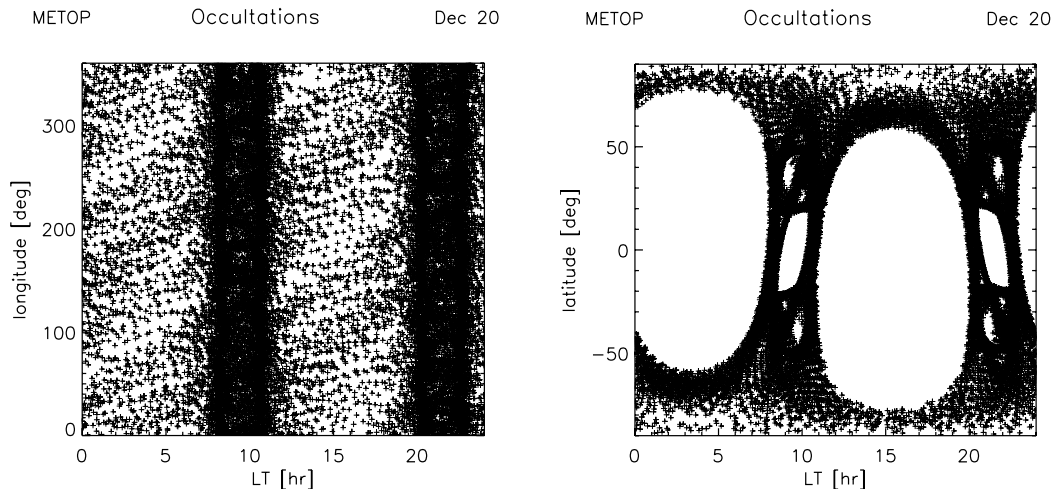 METOP Occultations Dec 20
300
200
100
0
longitude [deg]
0 5 10 15 20
LT [hr]
METOP Occultations Dec 20
50
0
−50
latitude [deg]
0 5 10 15 20
LT [hr]